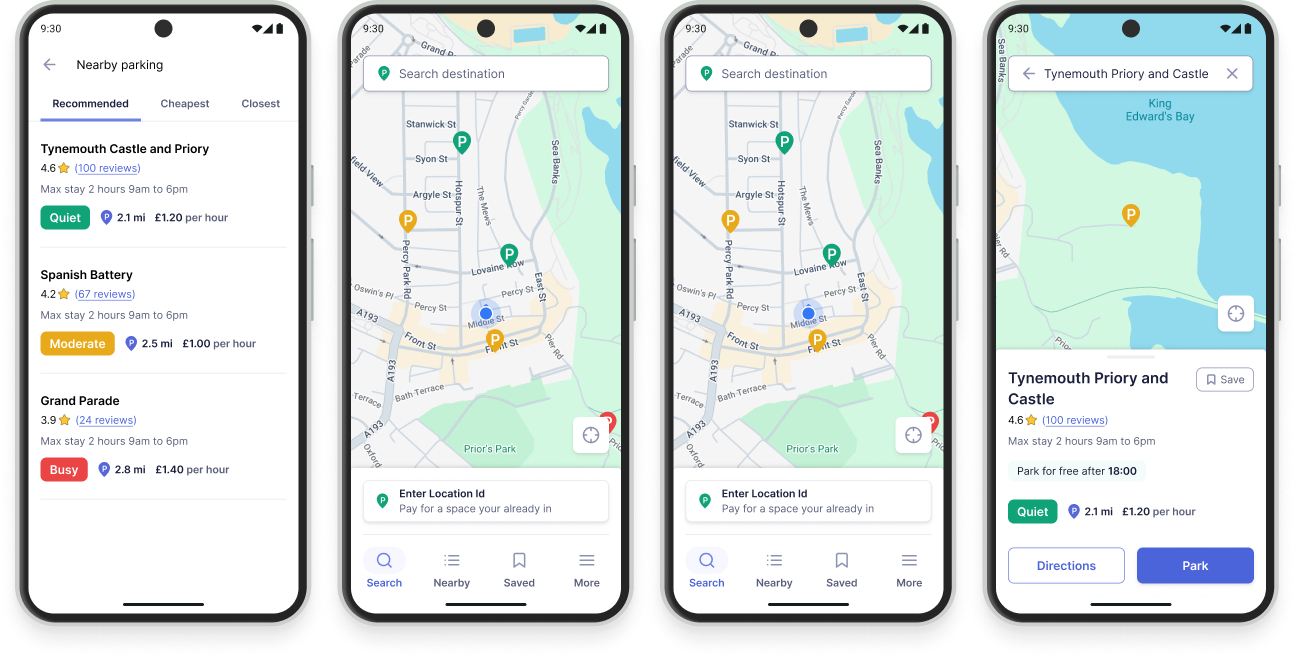 9:30
Nearby parking
Recommended Cheapest Closest
Tynemouth Castle and Priory
4.6 (100 reviews)
Max stay 2 hours 9am to 6pm
Quiet P 2.1 mi £1.20 per hour
Spanish Battery
4.2 (67 reviews)
Max stay 2 hours 9am to 6pm
Moderate P 2.5 mi £1.00 per hour
Grand Parade
3.9 (24 reviews)
Max stay 2 hours 9am to 6pm
Busy P 2.8 mi £1.40 per hour
9:30
Grand P
Parade
P Search destination
Percy Garde
Stanwick St
P
Syon St
Sea Banks
field View
Argyle St
Hotspur St
The Mews
P
Percy Park Rd
P
Lovaine Row
East St
Oswin's Pl
Percy St
Percy St
A193
Middle St
P
Front St
Front St
Pier Rd
A193
Bath Terrace
Terrace
A193
Prior's Park
Oxford
P
Enter Location Id
Pay for a space your already in
Search Nearby Saved More
9:30
Grand P
Parade
P Search destination
Percy Garde
Stanwick St
P
Syon St
Sea Banks
field View
Argyle St
Hotspur St
The Mews
P
Percy Park Rd
P
Lovaine Row
East St
Oswin's Pl
Percy St
Percy St
A193
Middle St
P
Front St
Front St
Pier Rd
A193
Bath Terrace
Terrace
A193
Prior's Park
Oxford
P
Enter Location Id
Pay for a space your already in
Search Nearby Saved More
9:30
Sea Banks
Tynemouth Priory and Castle
King
Edward's Bay
P
Tynemouth Priory and
Castle
Save
4.6 (100 reviews)
Max stay 2 hours 9am to 6pm
Park for free after 18:00
Quiet P 2.1 mi £1.20 per hour
Directions Park